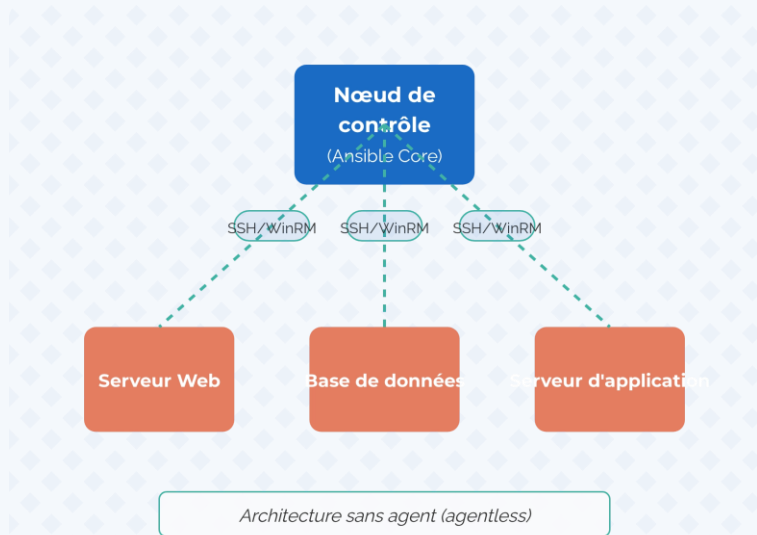 Nœud de
contrôle
(Ansible Core)
SSH/WinRM
SSH/WinRM
SSH/WinRM
Serveur Web
Base de données
Serveur d'application
Architecture sans agent (agentless)